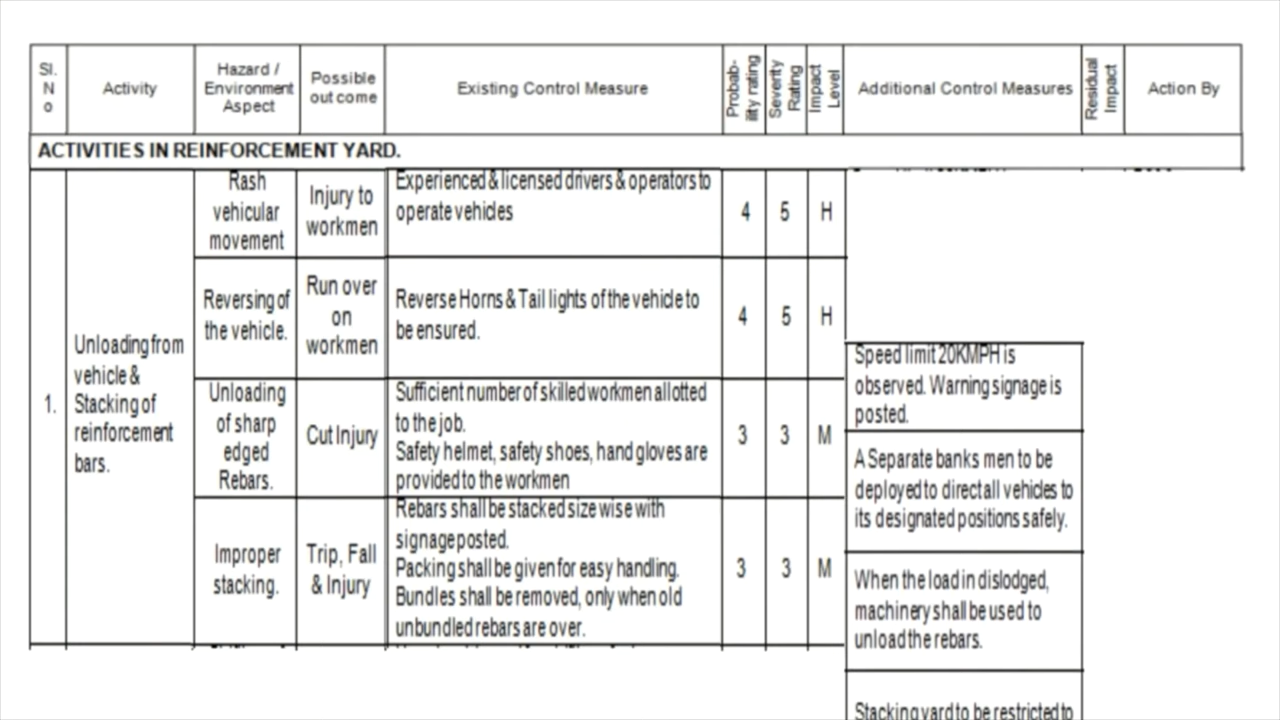 Sl.
N
o
Activity
Hazard /
Environment
Aspect
Possible
out come
Existing Control Measure
Probab-
ility rating
Severity
Rating
Impact
Level
Additional Control Measures
Residual
Impact
Action By
ACTIVITIES IN REINFORCEMENT YARD.
1.
Unloading from
vehicle &
Stacking of
reinforcement
bars.
Rash
vehicular
movement
Injury to
workmen
Experienced & licensed drivers & operators to
operate vehicles
4
5
H
Reversing of
the vehicle.
Run over
on
workmen
Reverse Horns & Tail lights of the vehicle to
be ensured.
4
5
H
Unloading
of sharp
edged
Rebars.
Cut Injury
Sufficient number of skilled workmen allotted
to the job.
Safety helmet, safety shoes, hand gloves are
provided to the workmen
3
3
M
Improper
stacking.
Trip, Fall
& Injury
Rebars shall be stacked size wise with
signage posted.
Packing shall be given for easy handling.
Bundles shall be removed, only when old
unbundled rebars are over.
3
3
M
Speed limit 20KMPH is
observed. Warning signage is
posted.
A Separate banks men to be
deployed to direct all vehicles to
its designated positions safely.
When the load in dislodged,
machinery shall be used to
unload the rebars.
Stacking yard to be restricted to